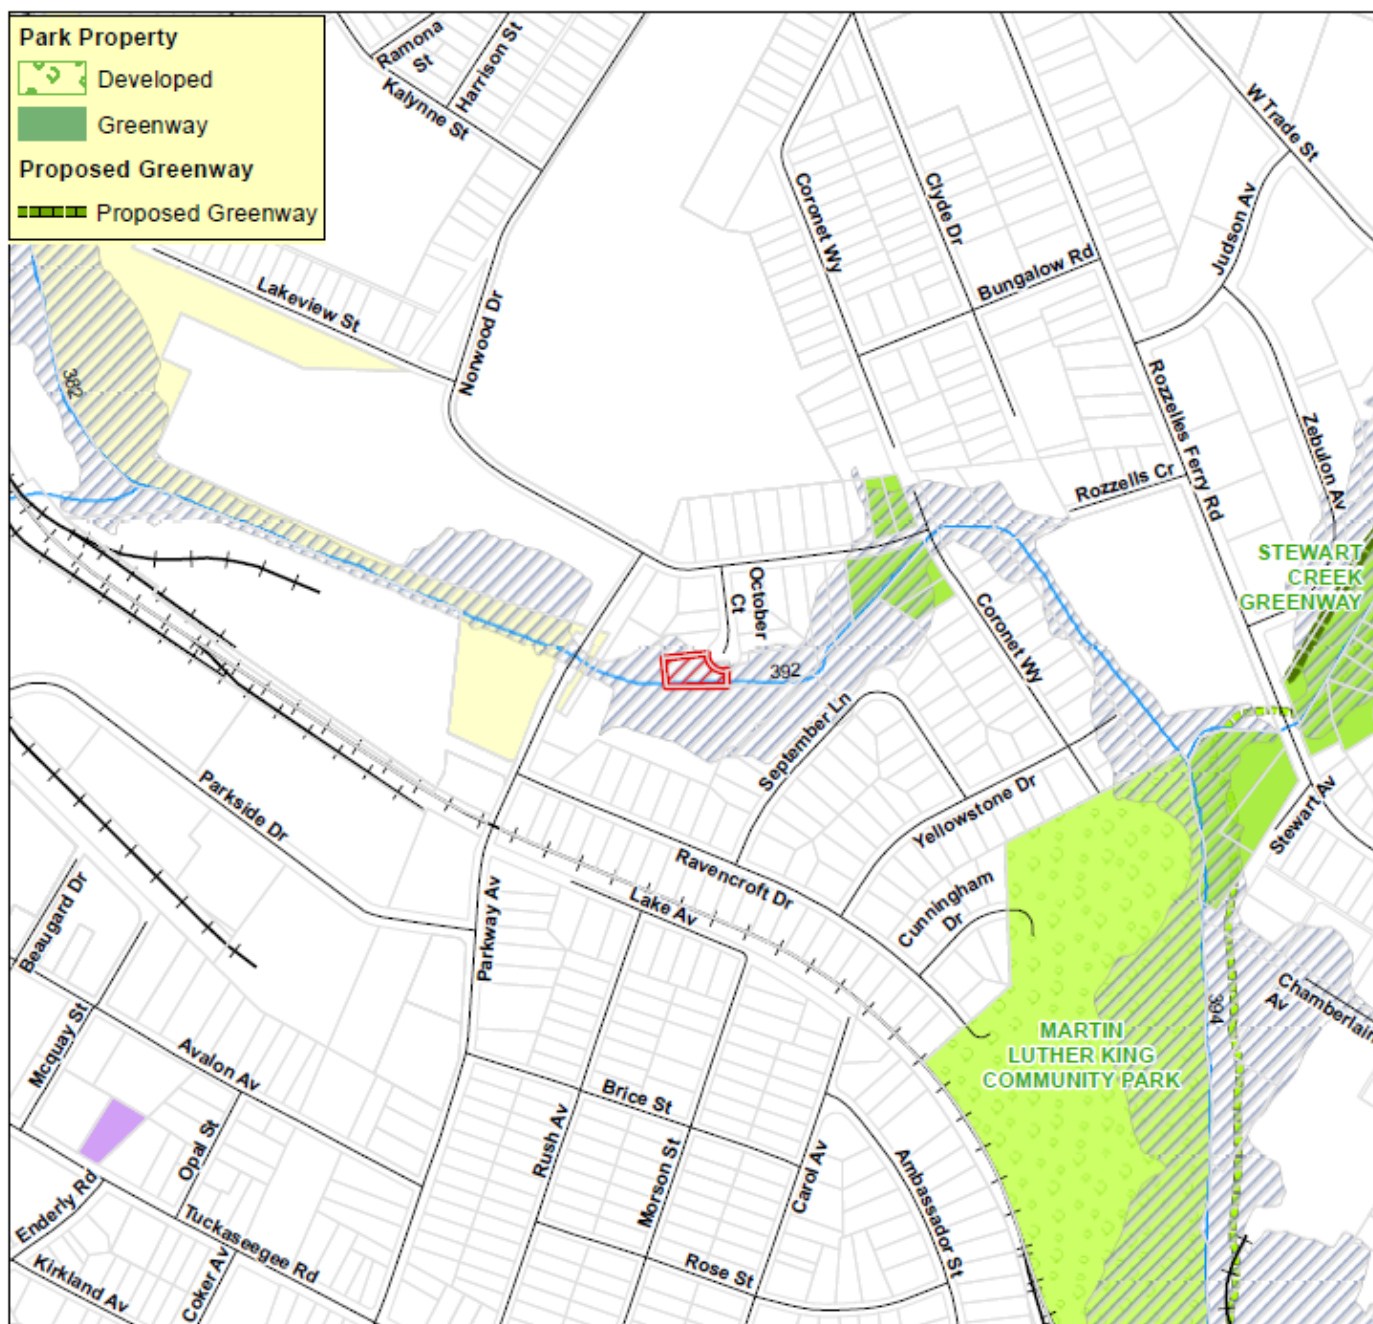 Park Property
Developed
Greenway
Proposed Greenway
Proposed Greenway
Ramona
St
Harrison St
Kalynne St
W Trade St
Coronet Wy
Clyde Dr
Judson Av
Bungalow Rd
Lakeview St
Norwood Dr
382
Rozzelles Ferry Rd
Zebulon Av
Rozzells Cr
STEWART
CREEK
GREENWAY
October
Ct
Coronet Wy
392
September Ln
Parkside Dr
Yellowstone Dr
Stewart Av
Ravencroft Dr
Cunningham
Dr
Lake Av
Beaugard Dr
Parkway Av
Chamberlain
Av
394
Mcquay St
Avalon Av
MARTIN
LUTHER KING
COMMUNITY PARK
Brice St
Opal St
Rush Av
Morson St
Carol Av
Ambassador St
Enderly Rd
Tuckaseegee Rd
Kirkland Av
Coker Av
Rose St